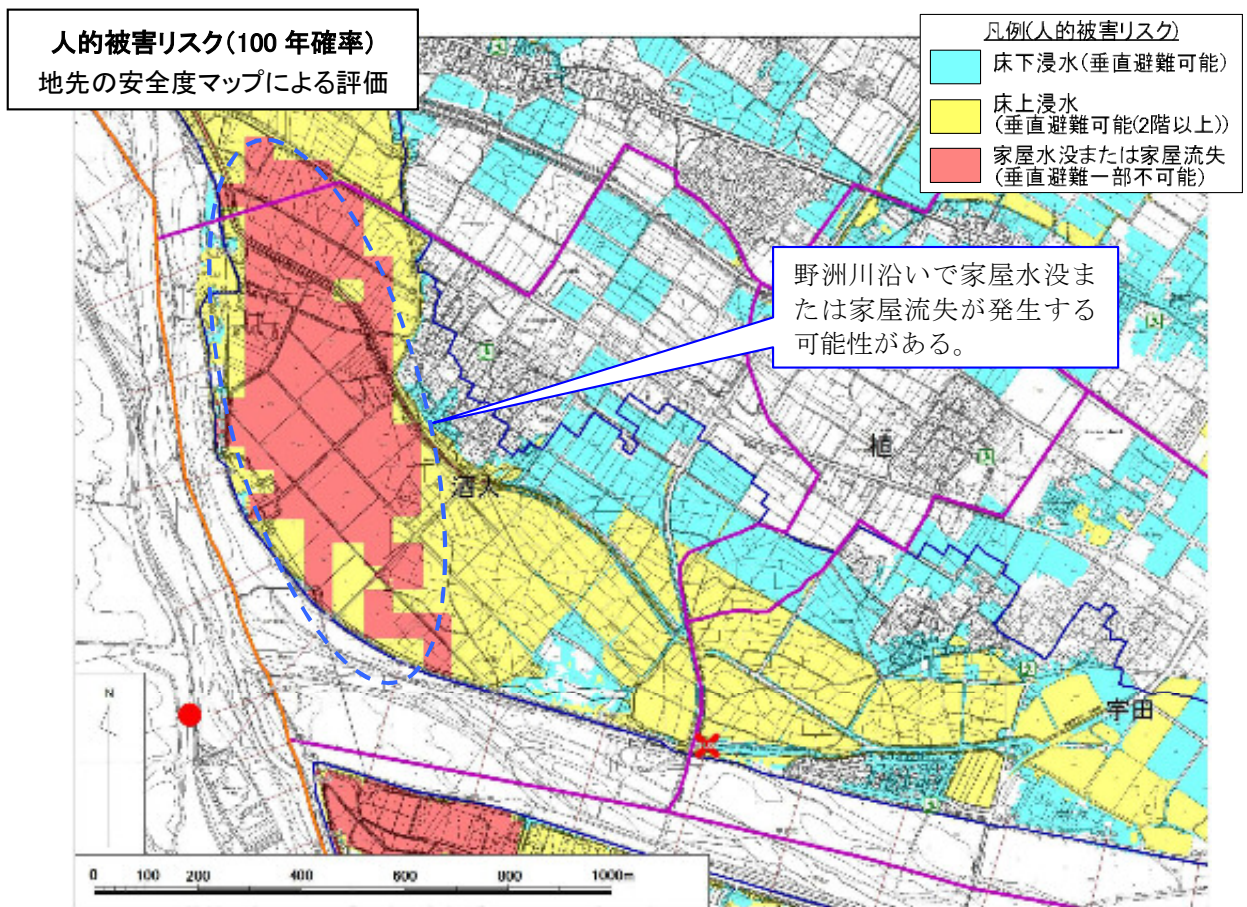 人的被害リスク(100 年確率)
地先の安全度マップによる評価
凡例(人的被害リスク)
床下浸水(垂直避難可能)
床上浸水
(垂直避難可能(2階以上))
家屋水没または家屋流失
(垂直避難一部不可能)
野洲川沿いで家屋水没ま
たは家屋流失が発生する
可能性がある。
植
酒人
宇田
N
0 100 200 400 600 800 1000m